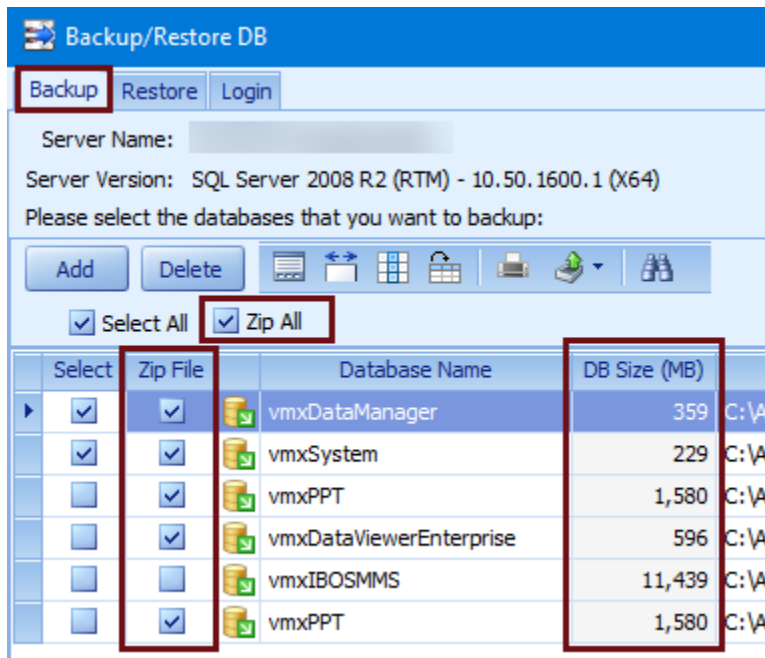 Backup/Restore DB
Backup Restore Login
Server Name:
Server Version: SQL Server 2008 R2 (RTM) - 10.50.1600.1 (X64)
Please select the databases that you want to backup:
Add Delete
Select All Zip All
Select Zip File Database Name DB Size (MB)
vmxDataManager 359 C:\A
vmxSystem 229 C:\A
vmxPPT 1,580 C:\A
vmxDataViewerEnterprise 596 C:\A
vmxIBOSMMS 11,439 C:\A
vmxPPT 1,580 C:\A